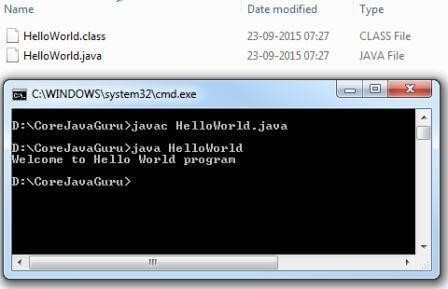 Name Date modified Type
HelloWorld.class 23-09-2015 07:27 CLASS File
HelloWorld.java 23-09-2015 07:27 JAVA File
C:\WINDOWS\system32\cmd.exe
D:\CoreJavaGuru>javac HelloWorld.java
D:\CoreJavaGuru>java HelloWorld
Welcome to Hello World program
D:\CoreJavaGuru>